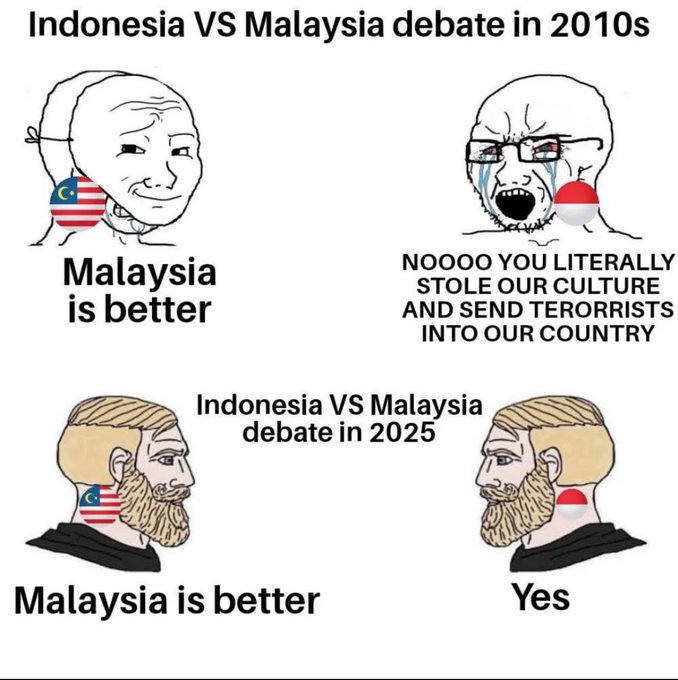 Indonesia VS Malaysia debate in 2010s
Malaysia
is better
NOOOO YOU LITERALLY
STOLE OUR CULTURE
AND SEND TERORRISTS
INTO OUR COUNTRY
Indonesia VS Malaysia
debate in 2025
Malaysia is better
Yes